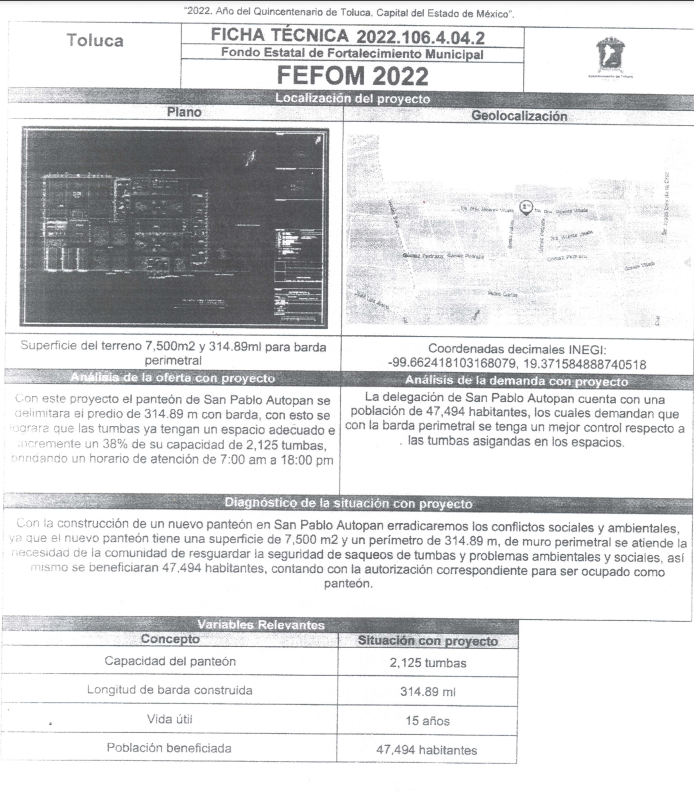 "2022. Año del Quincentenario de Toluca, Capital del Estado de México".
Toluca
FICHA TÉCNICA 2022.106.4.04.2
Fondo Estatal de Fortalecimiento Municipal
FEFOM 2022
Localización del proyecto
Plano
Geolocalización
Gómez Pedraza
Gómez Pedraza
Superficie del terreno 7,500m2 y 314.89ml para barda
perimetral
Coordenadas decimales INEGI:
-99.662418103168079, 19.371584888740518
Análisis de la oferta con proyecto
Con este proyecto el panteón de San Pablo Autopan se
delimitara el predio de 314.89 m con barda, con esto se
lograra que las tumbas ya tengan un espacio adecuado e
incremente un 38% de su capacidad de 2,125 tumbas,
brindando un horario de atención de 7:00 am a 18:00 pm
Análisis de la demanda con proyecto
La delegación de San Pablo Autopan cuenta con una
población de 47,494 habitantes, los cuales demandan que
con la barda perimetral se tenga un mejor control respecto a
las tumbas asigandas en los espacios.
Diagnóstico de la situación con proyecto
Con la construcción de un nuevo panteón en San Pablo Autopan erradicaremos los conflictos sociales y ambientales,
ya que el nuevo panteón tiene una superficie de 7,500 m2 y un perímetro de 314.89 m, de muro perimetral se atiende la
necesidad de la comunidad de resguardar la seguridad de saqueos de tumbas y problemas ambientales y sociales, así
mismo se beneficiaran 47,494 habitantes, contando con la autorización correspondiente para ser ocupado como
panteón.
Variables Relevantes
Concepto
Situación con proyecto
Capacidad del panteón
2,125 tumbas
Longitud de barda construida
314.89 ml
Vida útil
15 años
Población beneficiada
47,494 habitantes